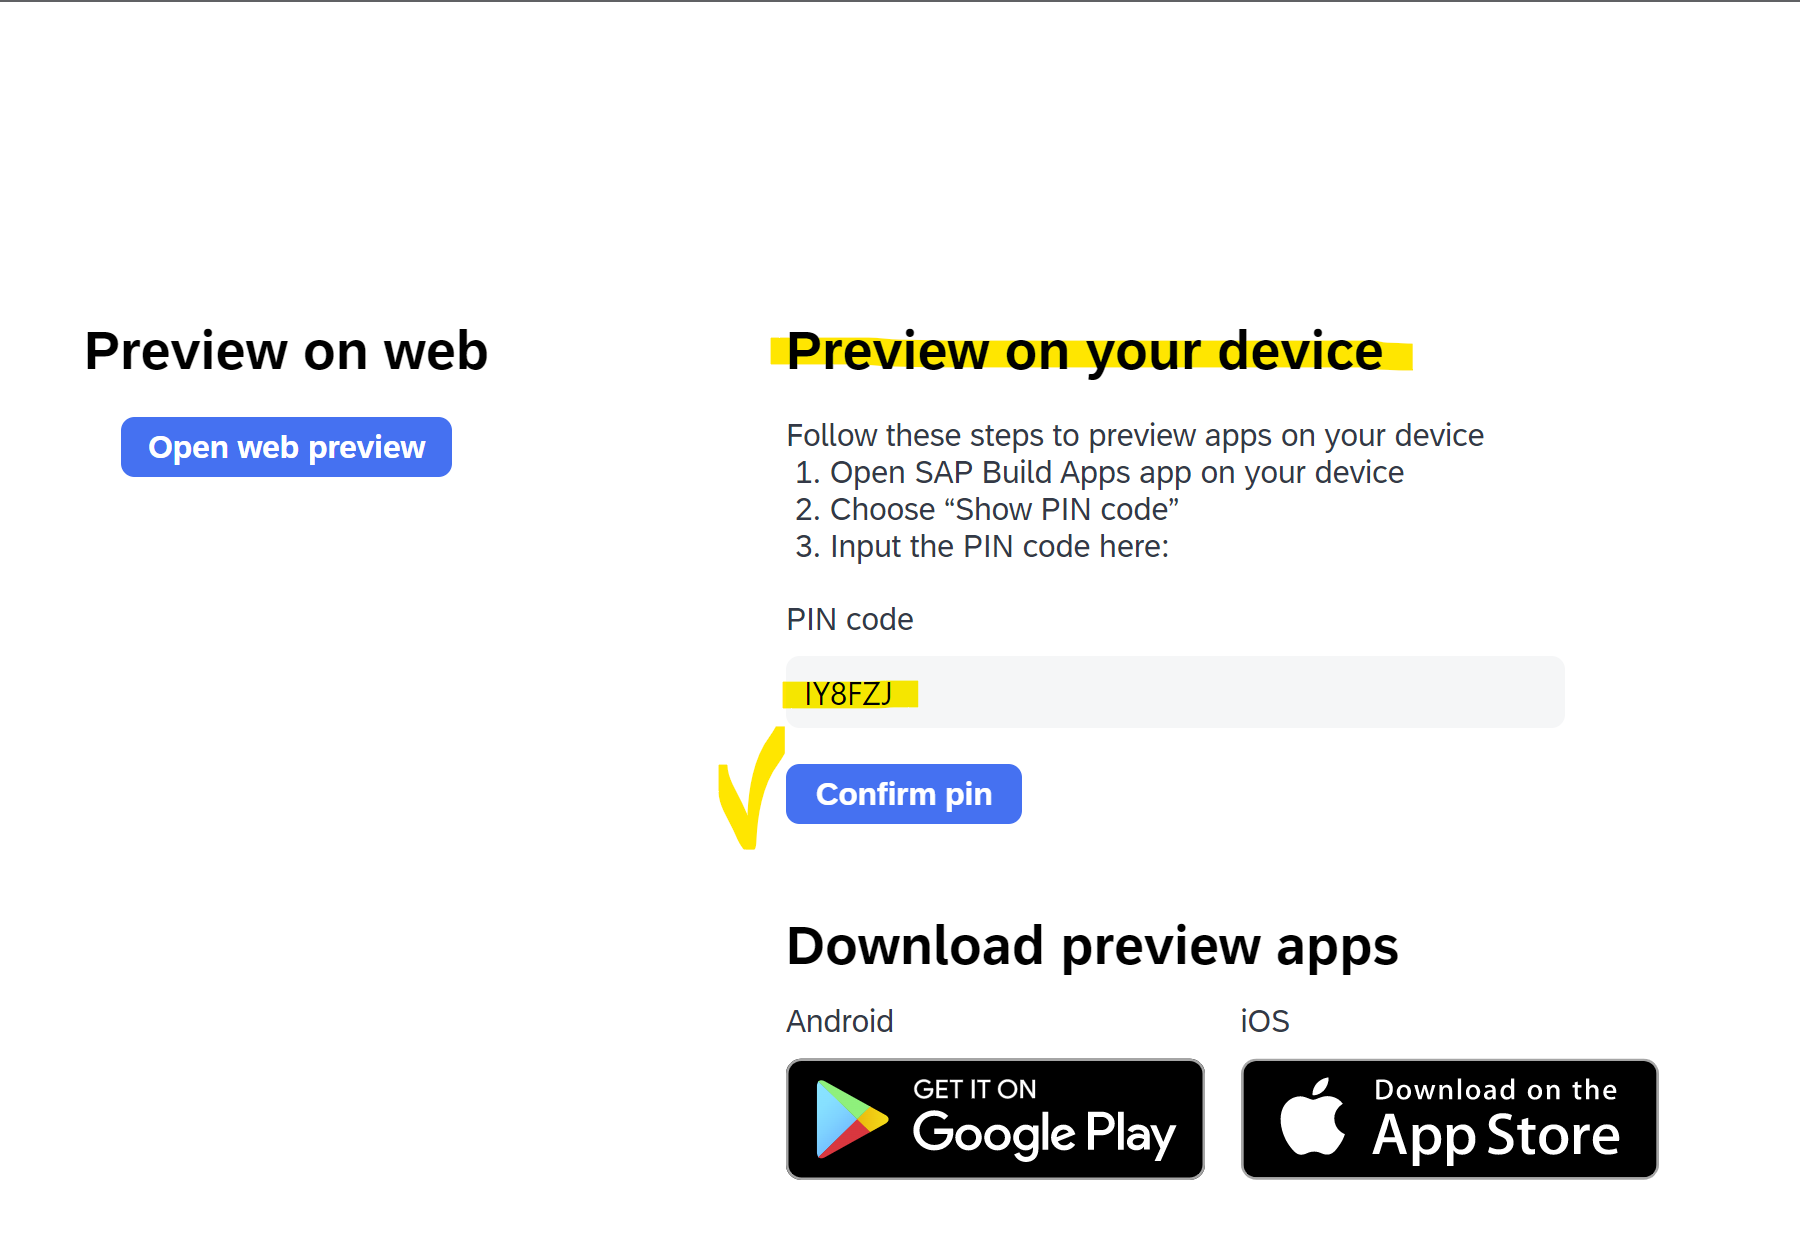 Preview on web
Open web preview
Preview on your device
Follow these steps to preview apps on your device
1. Open SAP Build Apps app on your device
2. Choose “Show PIN code”
3. Input the PIN code here:
PIN code
IY8FZJ
Confirm pin
Download preview apps
Android
GET IT ON
Google Play
iOS
Download on the
App Store